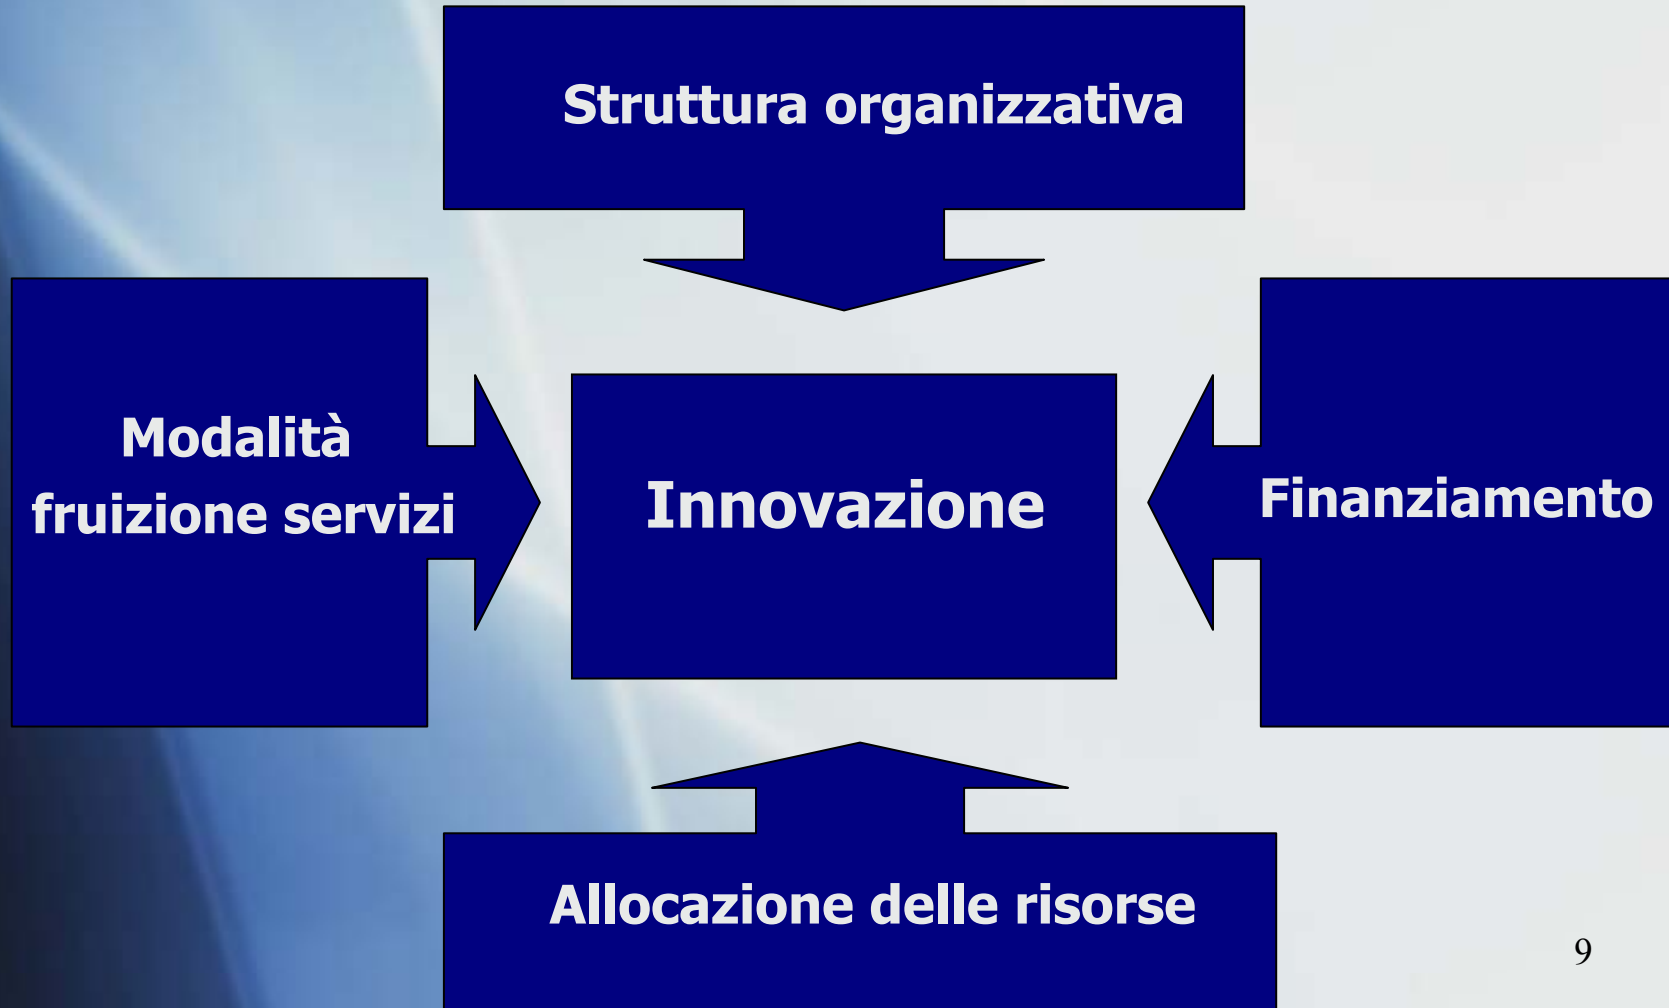 Struttura organizzativa
Modalità
fruizione servizi
Innovazione
Finanziamento
Allocazione delle risorse
9